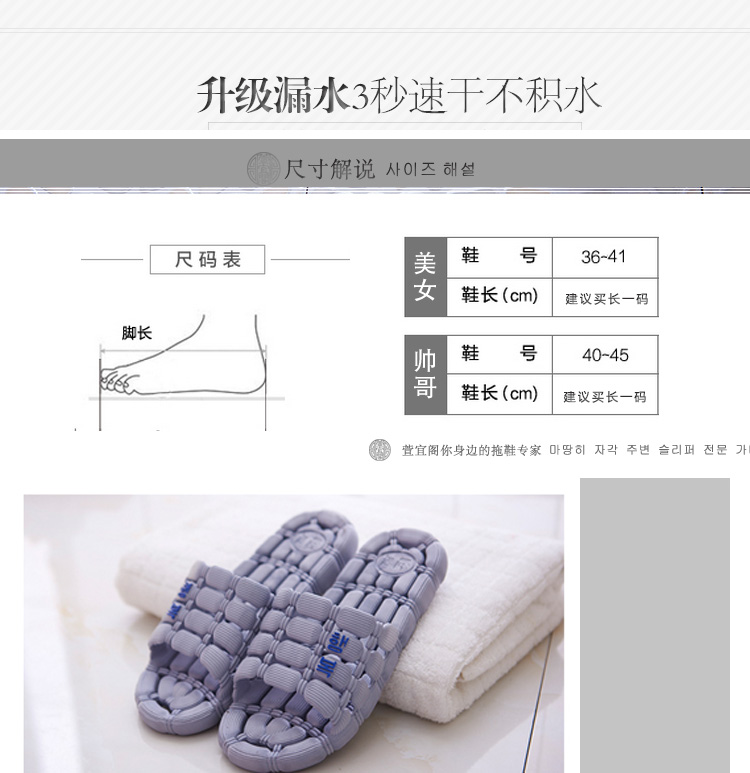 升级漏水3秒速干不积水
尺寸解说 사이즈 해설
尺码表
脚长
美女
鞋 号 36-41
鞋长(cm) 建议买长一码
帅哥
鞋 号 40-45
鞋长(cm) 建议买长一码
萱宜阁你身边的拖鞋专家 마땅히 자각 주변 슬리퍼 전문 가